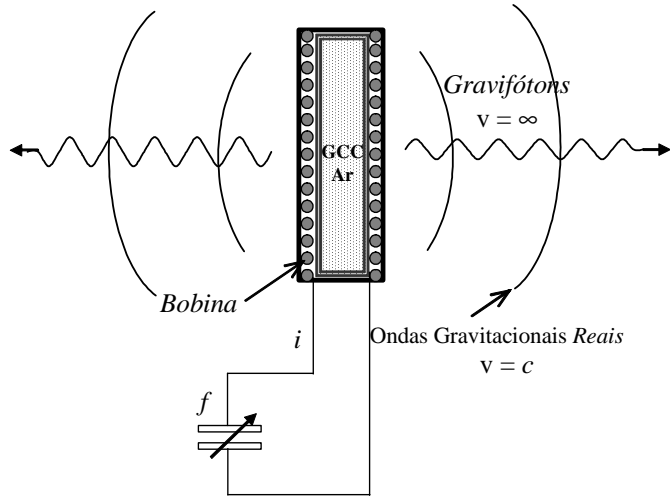 Gravifótons
v = ∞
GCC
Ar
Bobina
i
Ondas Gravitacionais Reais
v = c
f